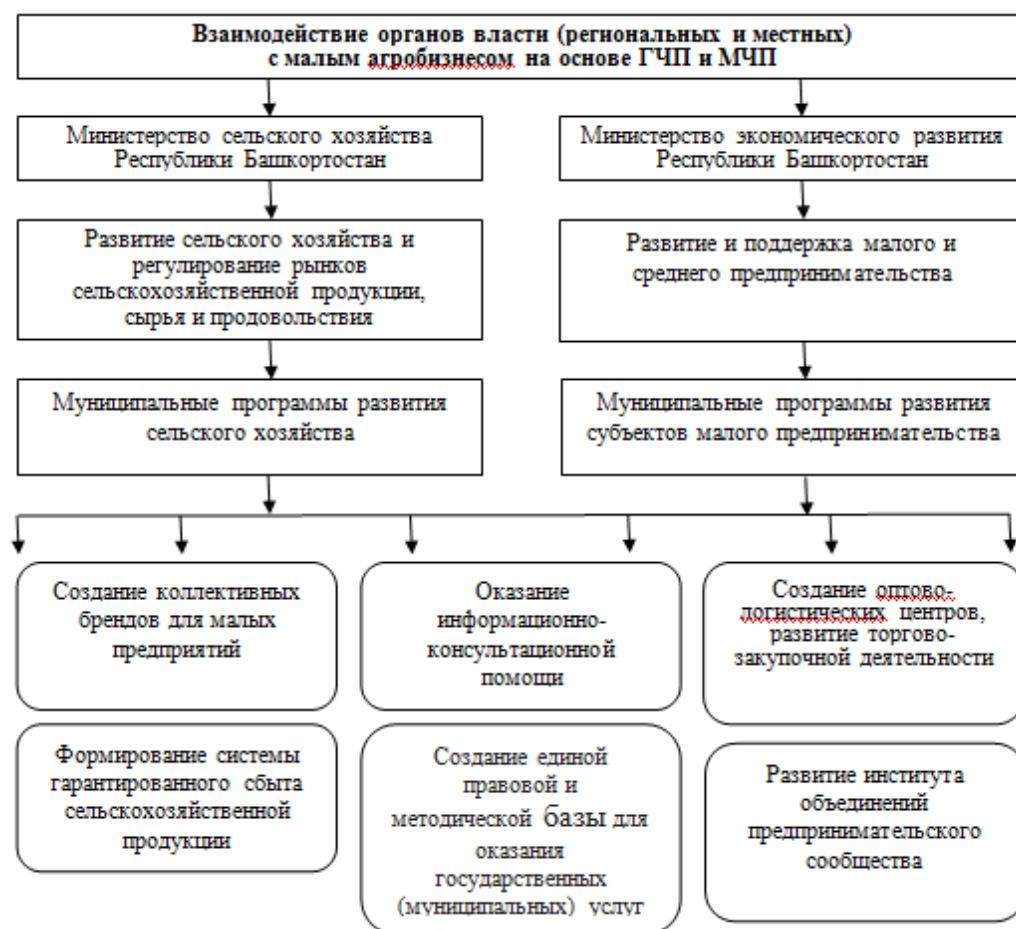 Взаимодействие органов власти (региональных и местных)
с малым агробизнесом на основе ГЧП и МЧП
Министерство сельского хозяйства
Республики Башкортостан
Министерство экономического развития
Республики Башкортостан
Развитие сельского хозяйства и
регулирование рынков
сельскохозяйственной продукции,
сырья и продовольствия
Развитие и поддержка малого и
среднего предпринимательства
Муниципальные программы развития
сельского хозяйства
Муниципальные программы развития
субъектов малого предпринимательства
Создание коллективных
брендов для малых
предприятий
Оказание
информационно-
консультационной
помощи
Создание оптово-
логистических центров,
развитие торгово-
закупочной деятельности
Формирование системы
гарантированного сбыта
сельскохозяйственной
продукции
Создание единой
правовой и
методической базы для
оказания
государственных
(муниципальных) услуг
Развитие института
объединений
предпринимательского
сообщества